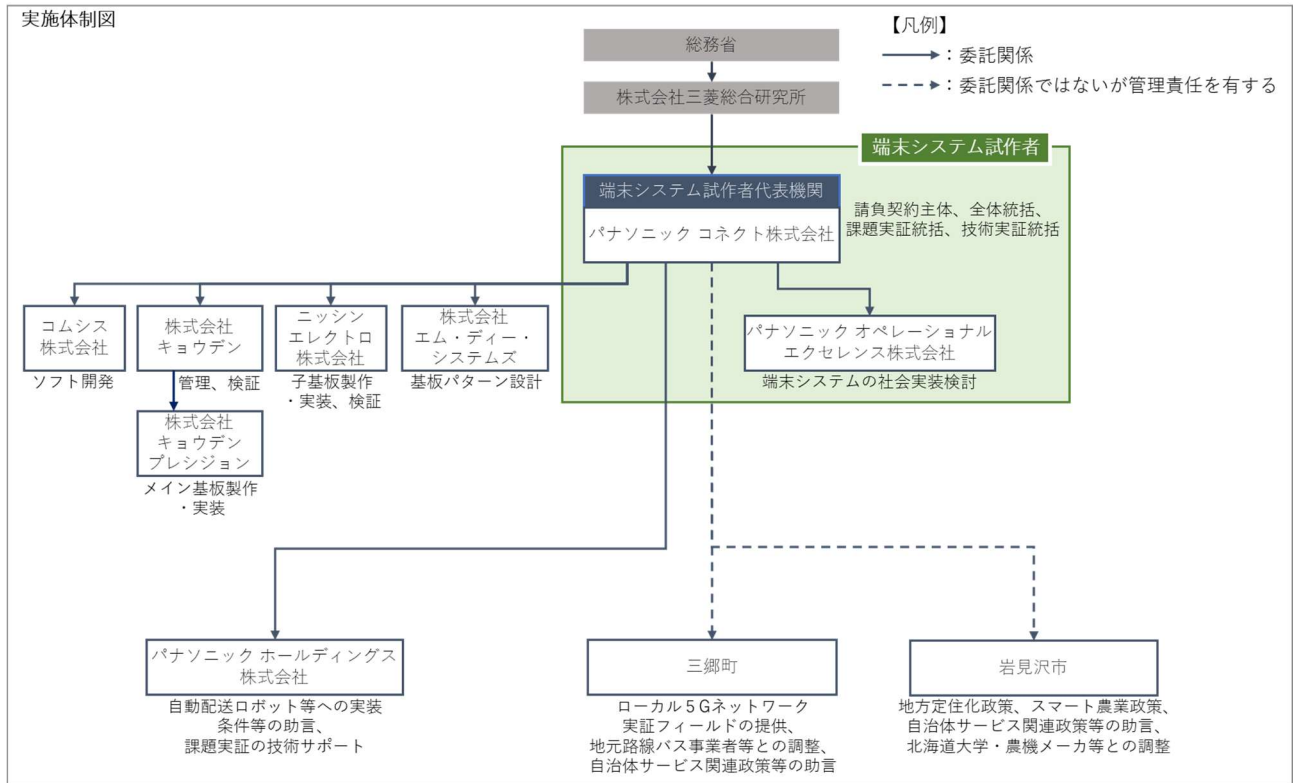 実施体制図
【凡例】
：委託関係
：委託関係ではないが管理責任を有する
総務省
株式会社三菱総合研究所
端末システム試作者
端末システム試作者代表機関
パナソニック コネクト株式会社
請負契約主体、全体統括、
課題実証統括、技術実証統括
コムシス
株式会社
ソフト開発
株式会社
キョウデン
管理、検証
ニッシン
エレクトロ
株式会社
子基板製作
・実装、検証
株式会社
エム・ディー・
システムズ
基板パターン設計
パナソニック オペレーショナル
エクセレンス株式会社
端末システムの社会実装検討
株式会社
キョウデン
プレシジョン
メイン基板製作
・実装
パナソニック ホールディングス
株式会社
自動配送ロボット等への実装
条件等の助言、
課題実証の技術サポート
三郷町
ローカル５Gネットワーク
実証フィールドの提供、
地元路線バス事業者等との調整、
自治体サービス関連政策等の助言
岩見沢市
地方定住化政策、スマート農業政策、
自治体サービス関連政策等の助言、
北海道大学・農機メーカ等との調整